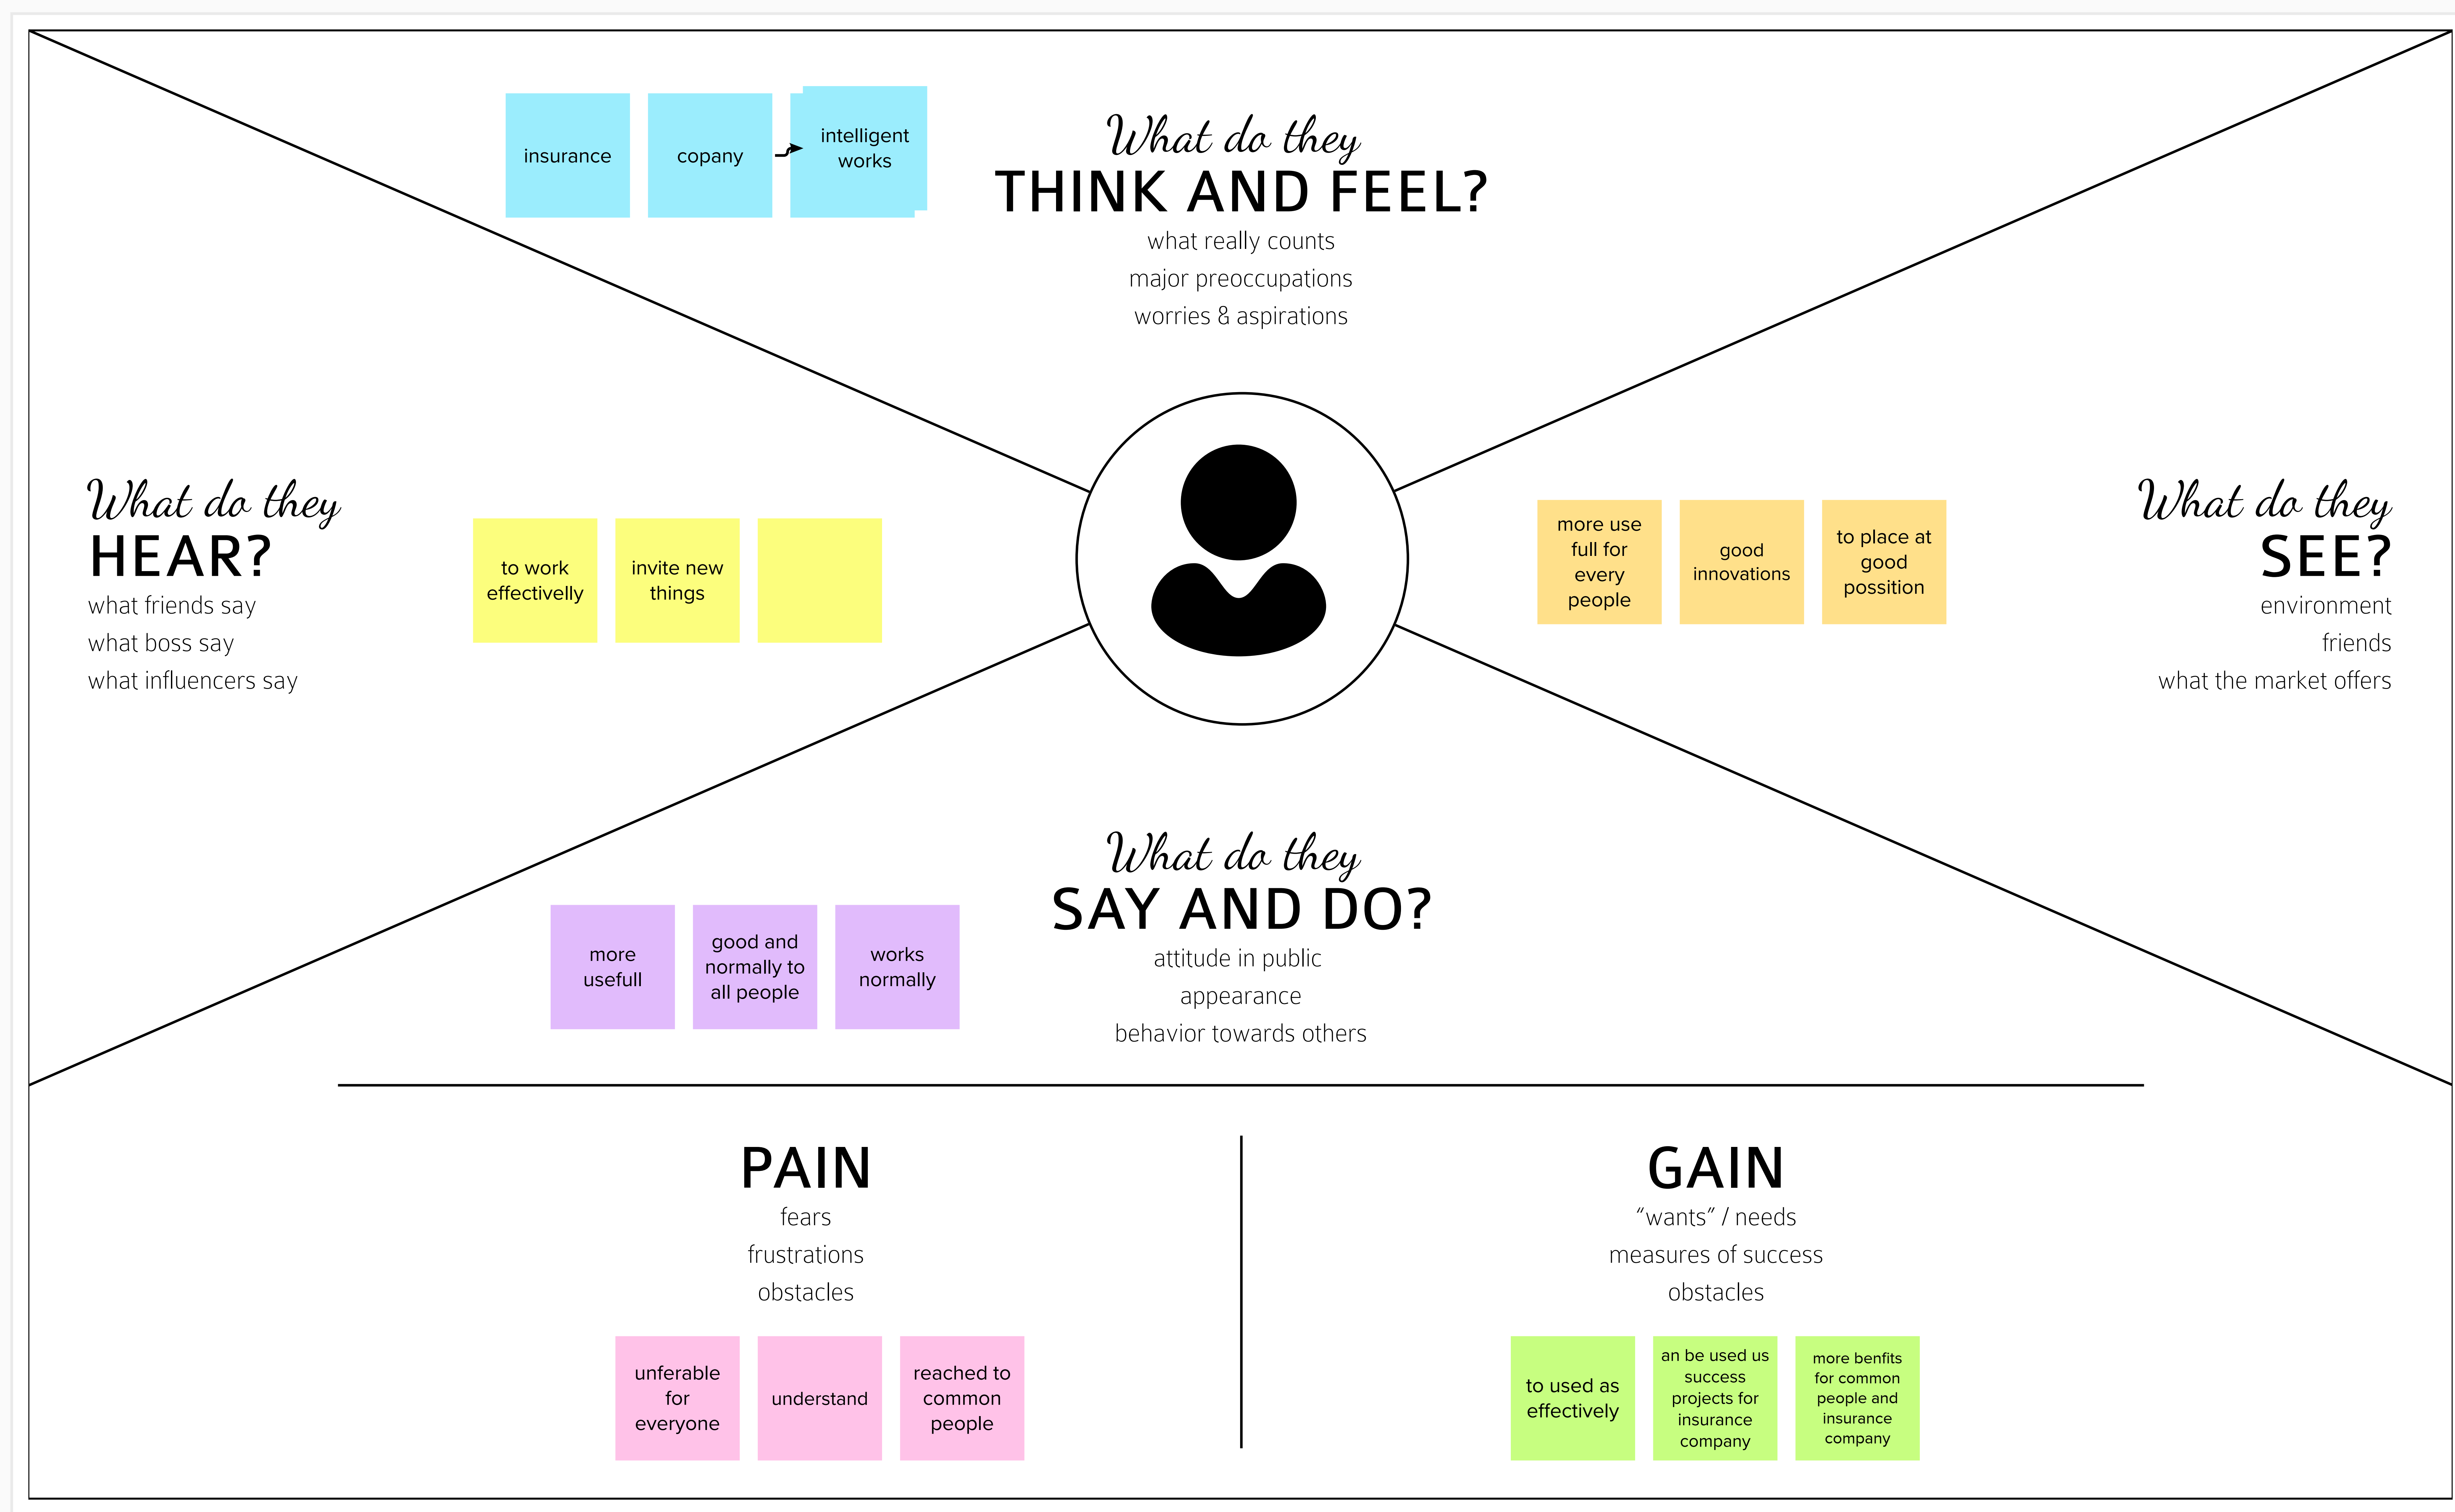 insurance
copany
intelligent
works
What do they
THINK AND FEEL?
what really counts
major preoccupations
worries & aspirations
What do they
HEAR?
what friends say
what boss say
what influencers say
to work
effectivelly
invite new
things
more use
full for
every
people
good
innovations
to place at
good
possition
What do they
SEE?
environment
friends
what the market offers
What do they
SAY AND DO?
attitude in public
appearance
behavior towards others
more
usefull
good and
normally to
all people
works
normally
PAIN
fears
frustrations
obstacles
unferable
for
everyone
understand
reached to
common
people
GAIN
“wants” / needs
measures of success
obstacles
to used as
effectively
an be used us
success
projects for
insurance
company
more benfits
for common
people and
insurance
company